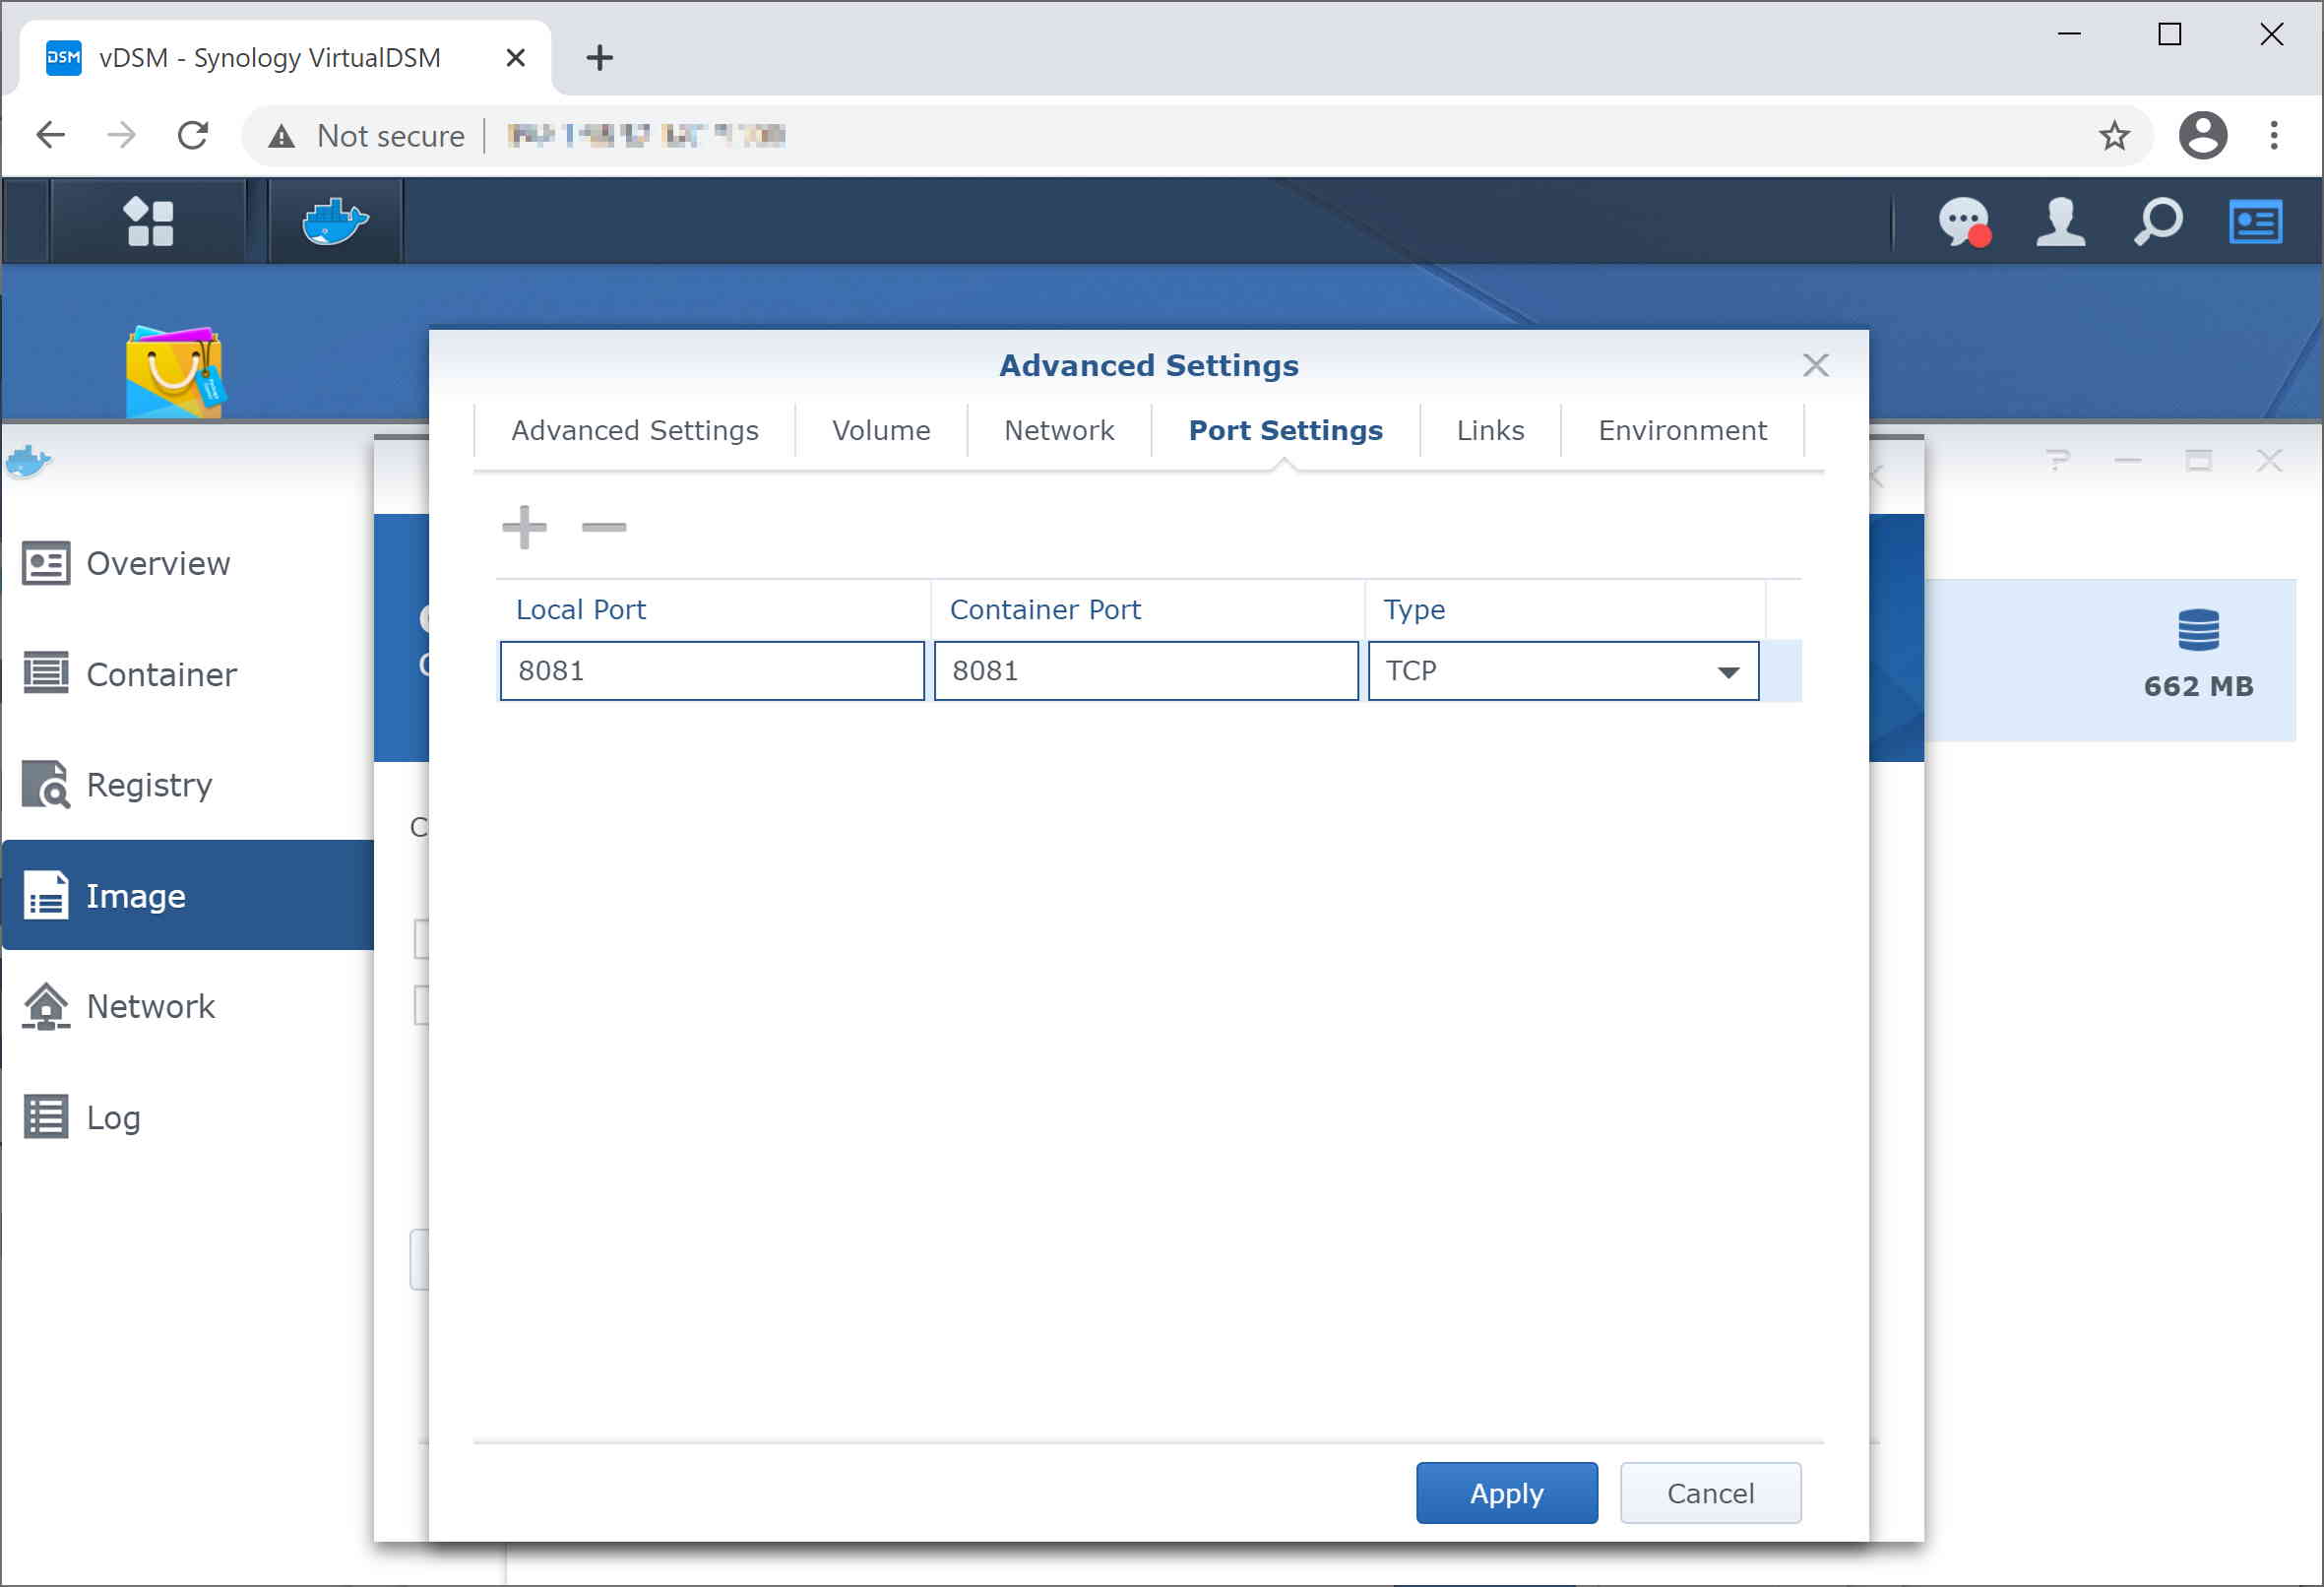 DSM vDSM - Synology VirtualDSM
Not secure
Advanced Settings
Advanced Settings Volume Network Port Settings Links Environment
Local Port Container Port Type
8081 8081 TCP
Overview
Container
Registry
Image
Network
Log
662 MB
Apply Cancel